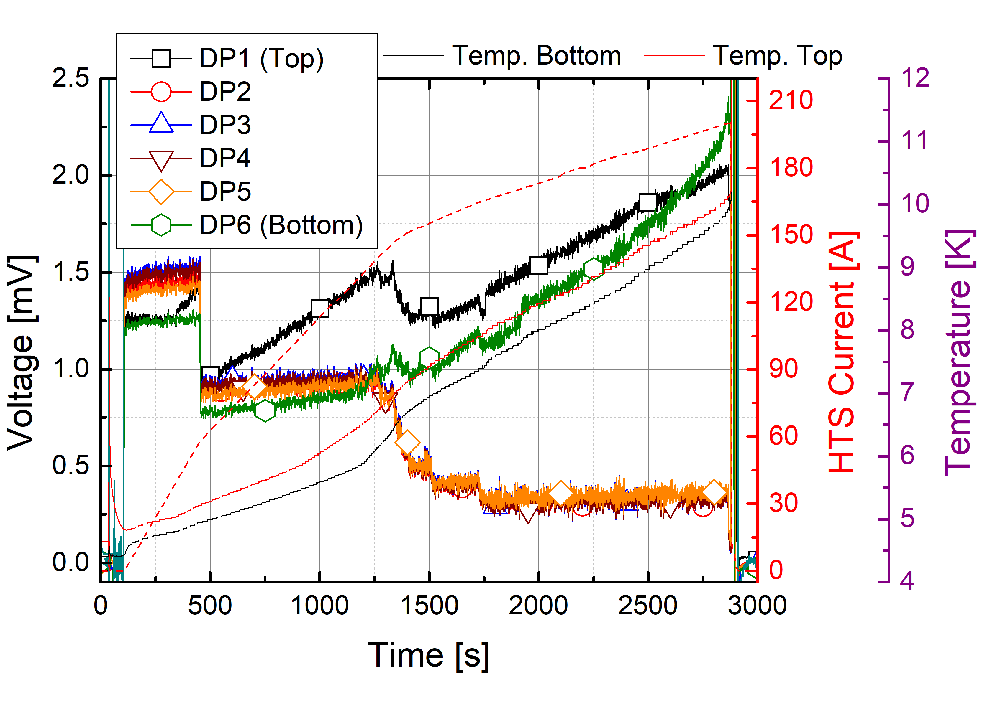 DP1 (Top)
DP2
DP3
DP4
DP5
DP6 (Bottom)
Temp. Bottom
Temp. Top
2.5
2.0
1.5
1.0
0.5
0.0
Voltage [mV]
0
500
1000
1500
2000
2500
3000
Time [s]
210
180
150
120
90
60
30
0
HTS Current [A]
12
11
10
9
8
7
6
5
4
Temperature [K]